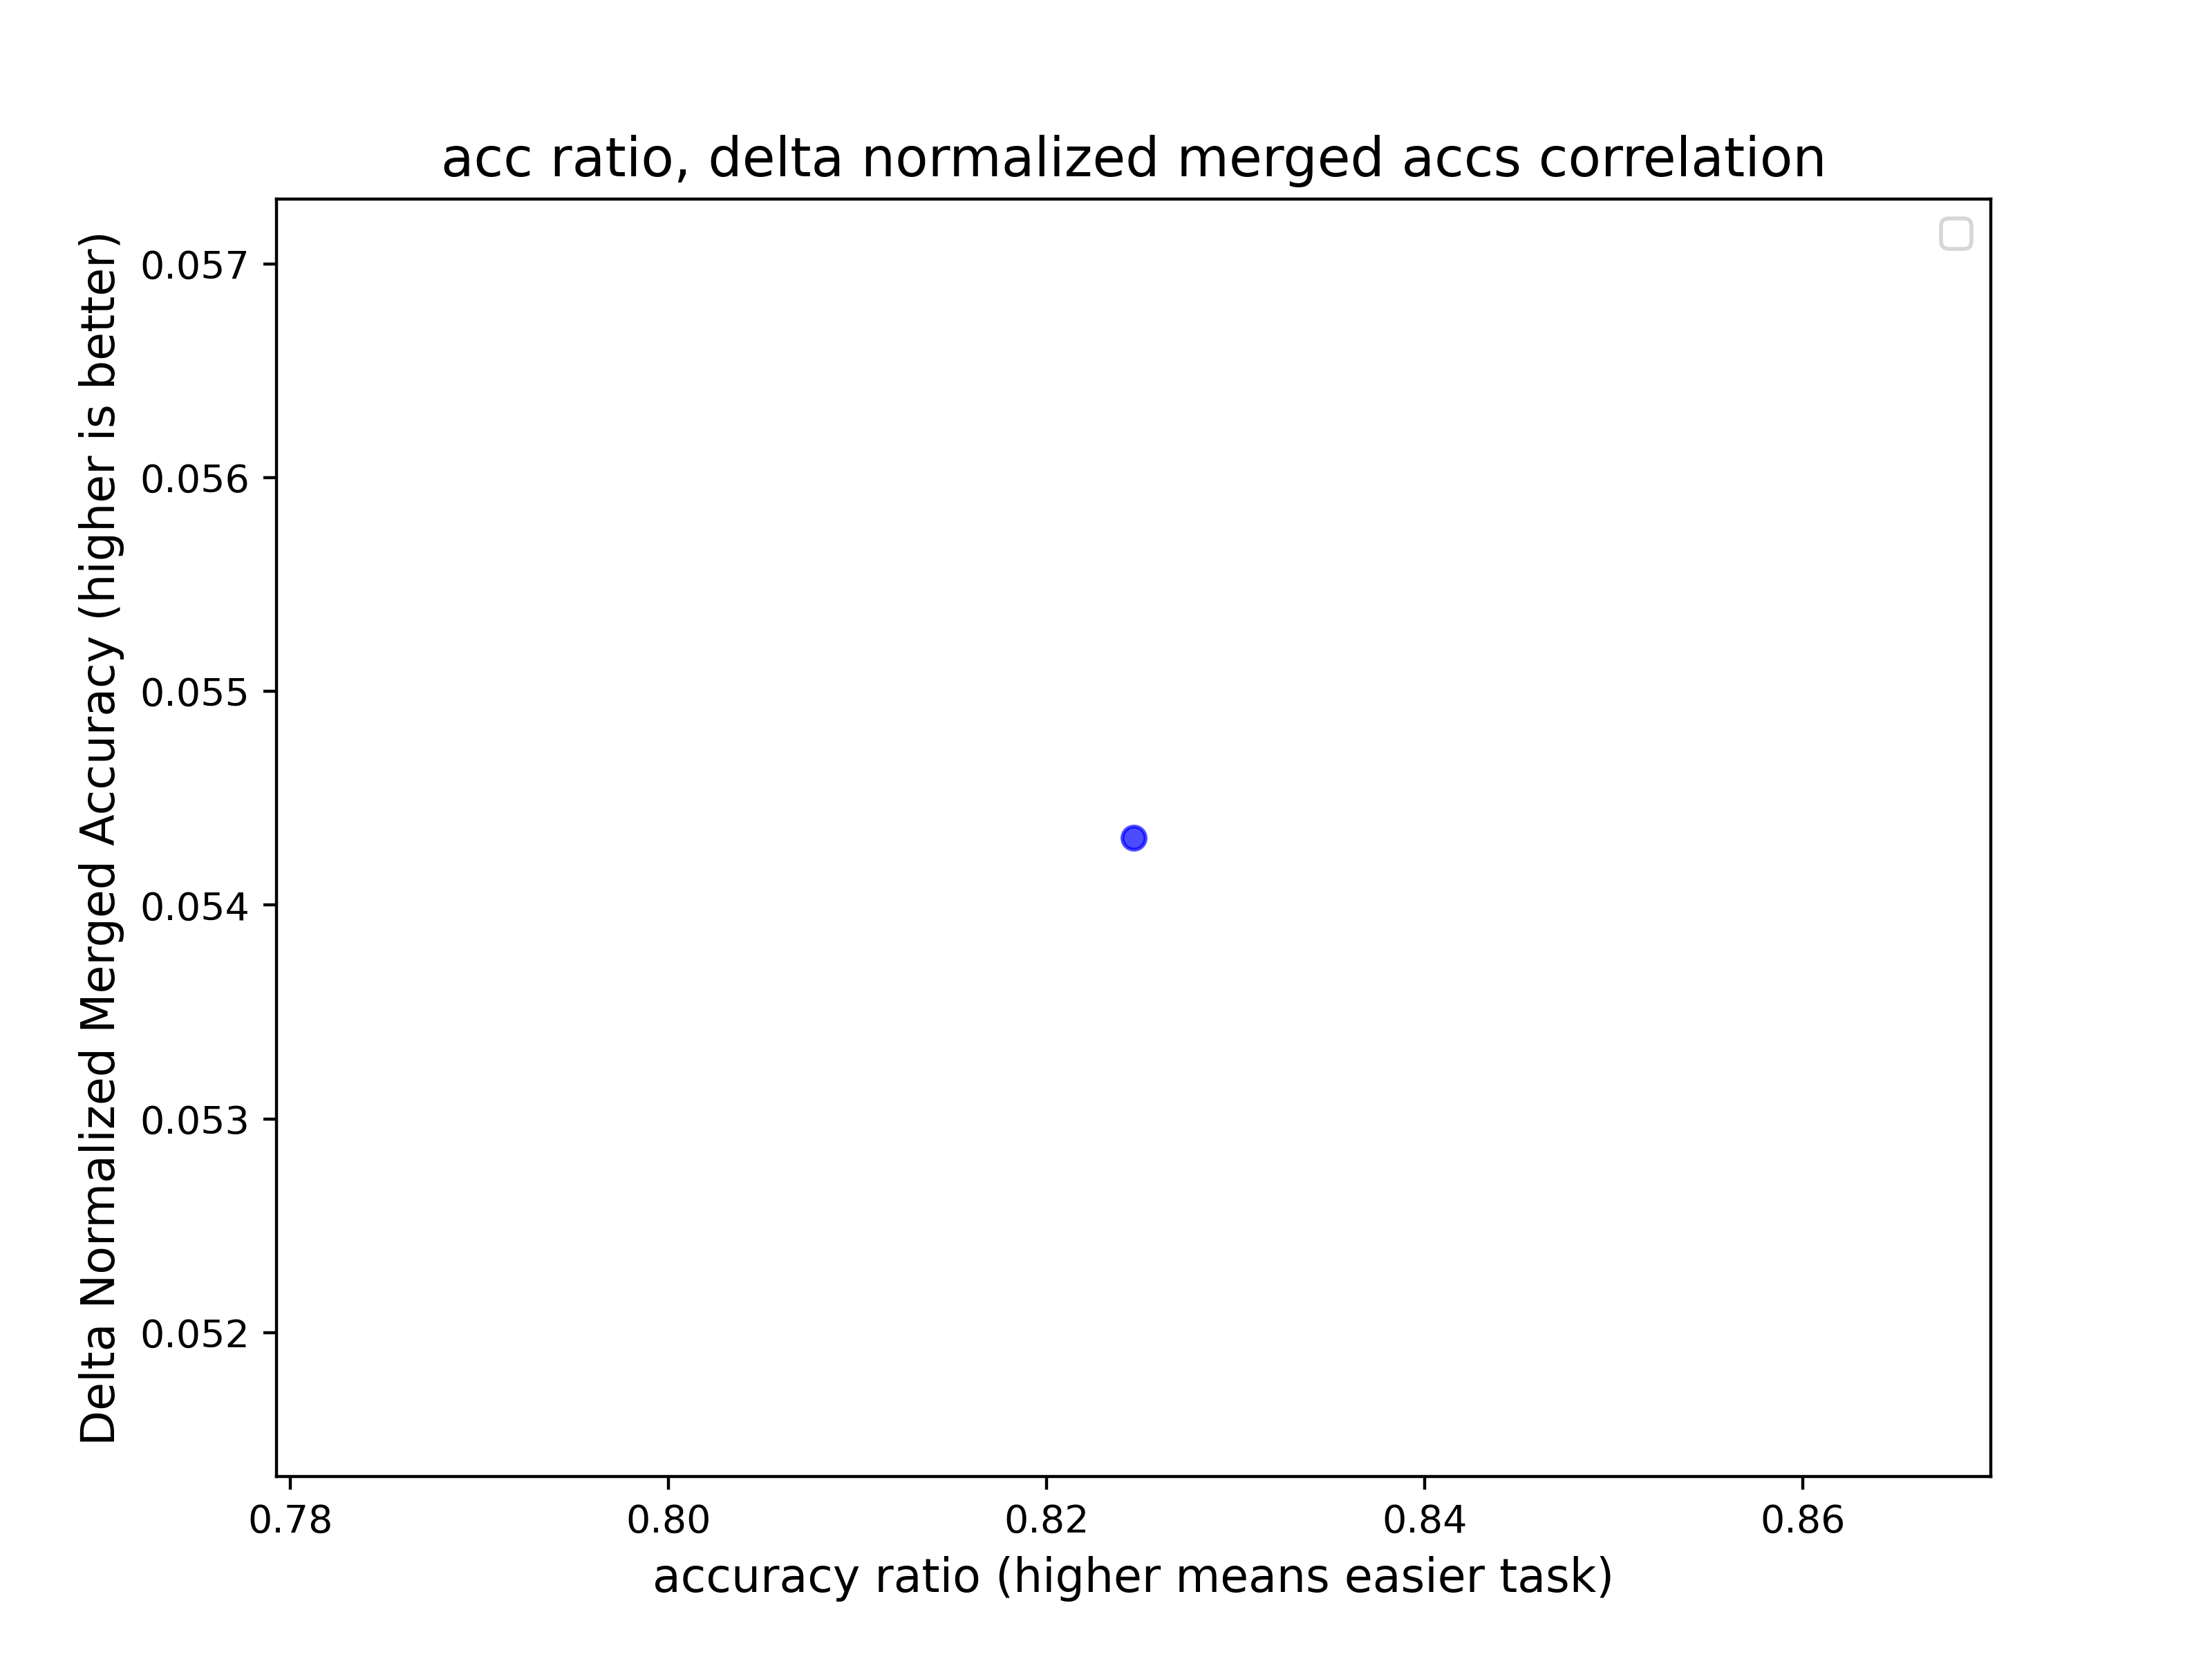 acc ratio, delta normalized merged accs correlation
Delta Normalized Merged Accuracy (higher is better)
0.057
0.056
0.055
0.054
0.053
0.052
0.78 0.80 0.82 0.84 0.86
accuracy ratio (higher means easier task)